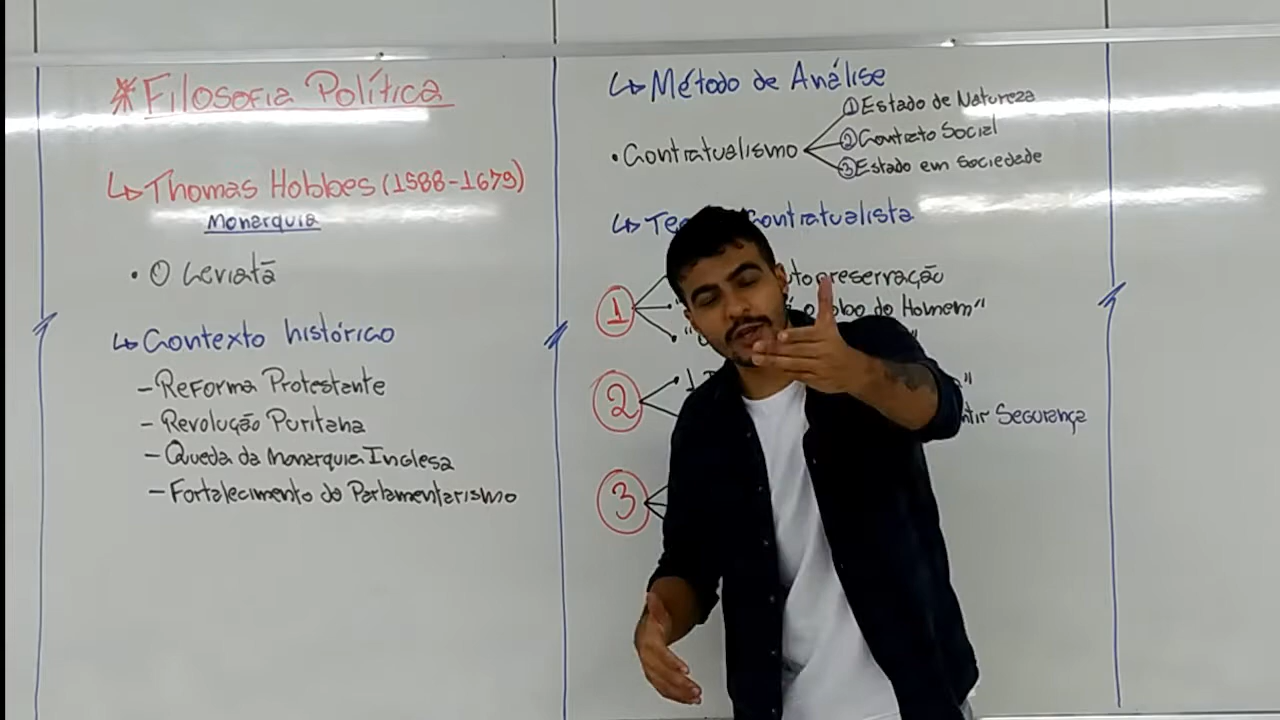 * Filosofia Política
↳ Thomas Hobbes (1588-1679)
Monarquia
• O Leviatã
↳ Contexto histórico
- Reforma Protestante
- Revolução Puritana
- Queda da Monarquia Inglesa
- Fortalecimento do Parlamentarismo
↳ Método de Análise
• Contratualismo
① Estado de Natureza
② Contrato Social
③ Estado em Sociedade
↳ Contratualista
1
utopreservação
o lobo do Homem"
2
ntir Segurança
3